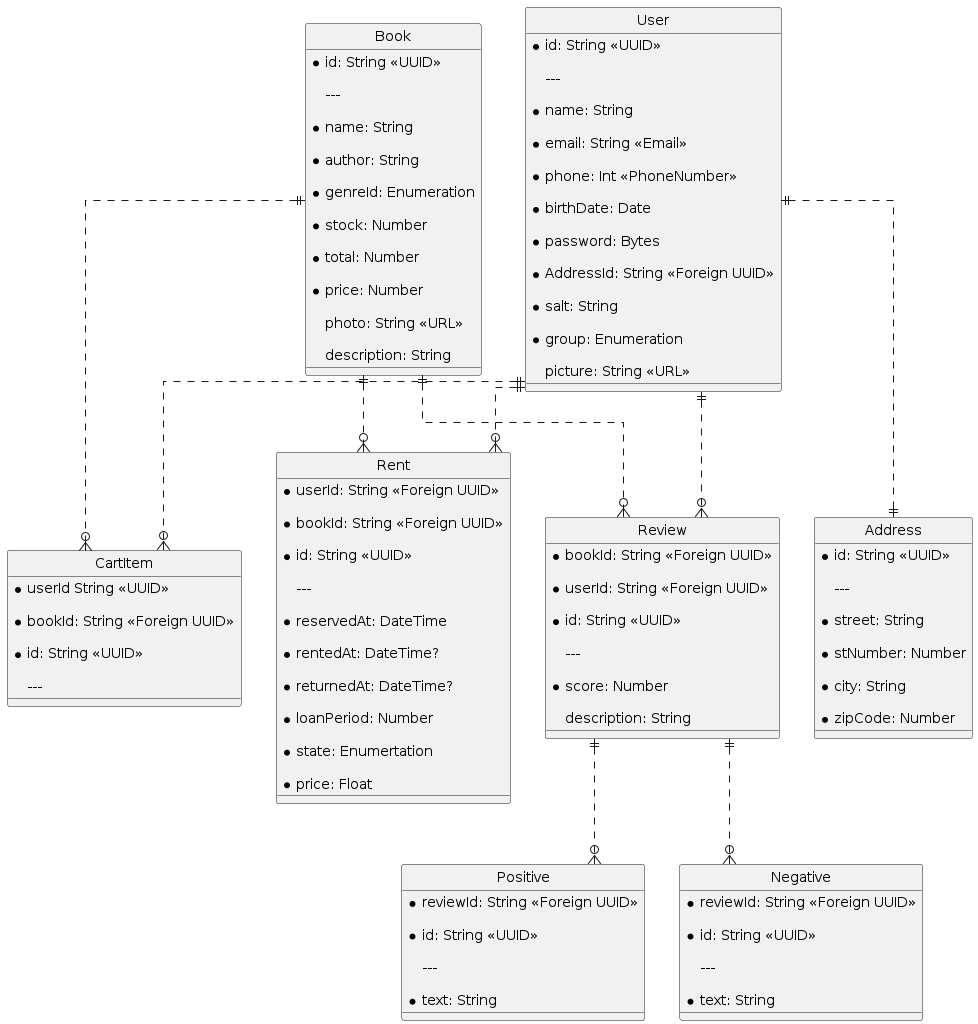 Book
id: String «UUID»
---
name: String
author: String
genreId: Enumeration
stock: Number
total: Number
price: Number
photo: String «URL»
description: String
User
id: String «UUID»
---
name: String
email: String «Email»
phone: Int «PhoneNumber»
birthDate: Date
password: Bytes
AddressId: String «Foreign UUID»
salt: String
group: Enumeration
picture: String «URL»
CartItem
userId String «UUID»
bookId: String «Foreign UUID»
id: String «UUID»
---
Rent
userId: String «Foreign UUID»
bookId: String «Foreign UUID»
id: String «UUID»
---
reservedAt: DateTime
rentedAt: DateTime?
returnedAt: DateTime?
loanPeriod: Number
state: Enumertation
price: Float
Review
bookId: String «Foreign UUID»
userId: String «Foreign UUID»
id: String «UUID»
---
score: Number
description: String
Address
id: String «UUID»
---
street: String
stNumber: Number
city: String
zipCode: Number
Positive
reviewId: String «Foreign UUID»
id: String «UUID»
---
text: String
Negative
reviewId: String «Foreign UUID»
id: String «UUID»
---
text: String